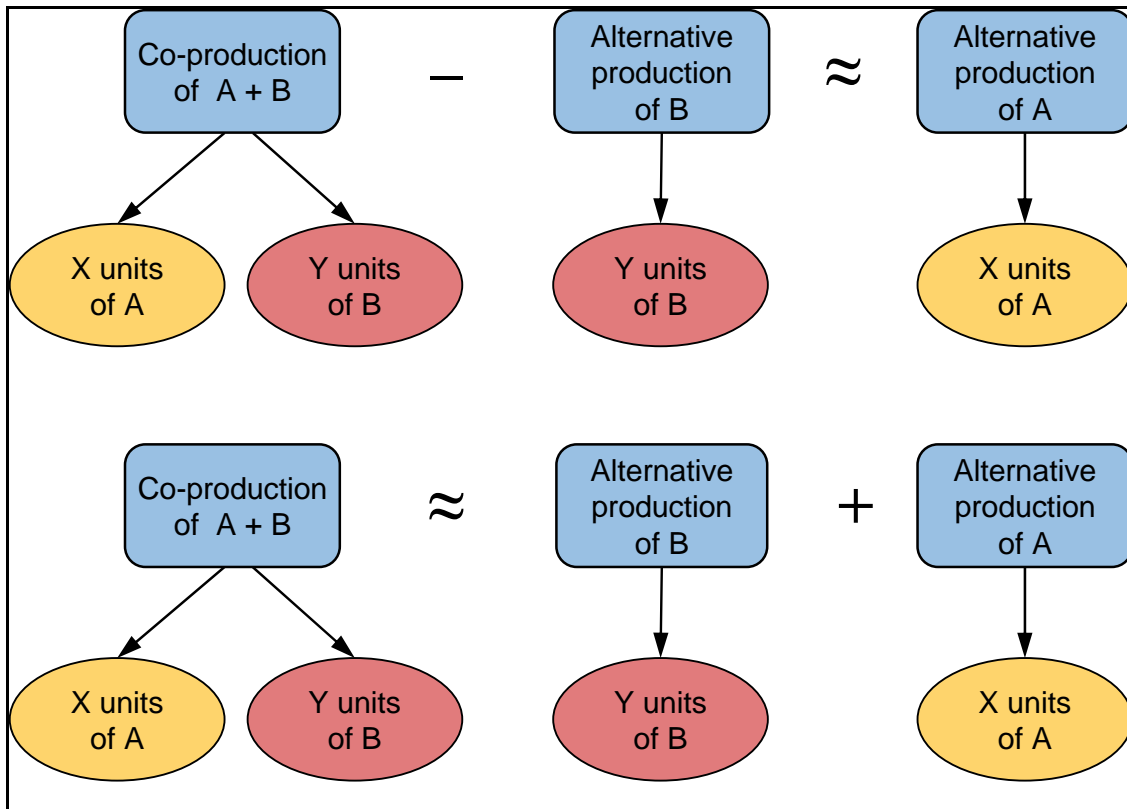 Co-production
of A + B
−
Alternative
production
of B
≈
Alternative
production
of A
X units
of A
Y units
of B
Y units
of B
X units
of A
Co-production
of A + B
≈
Alternative
production
of B
+
Alternative
production
of A
X units
of A
Y units
of B
Y units
of B
X units
of A